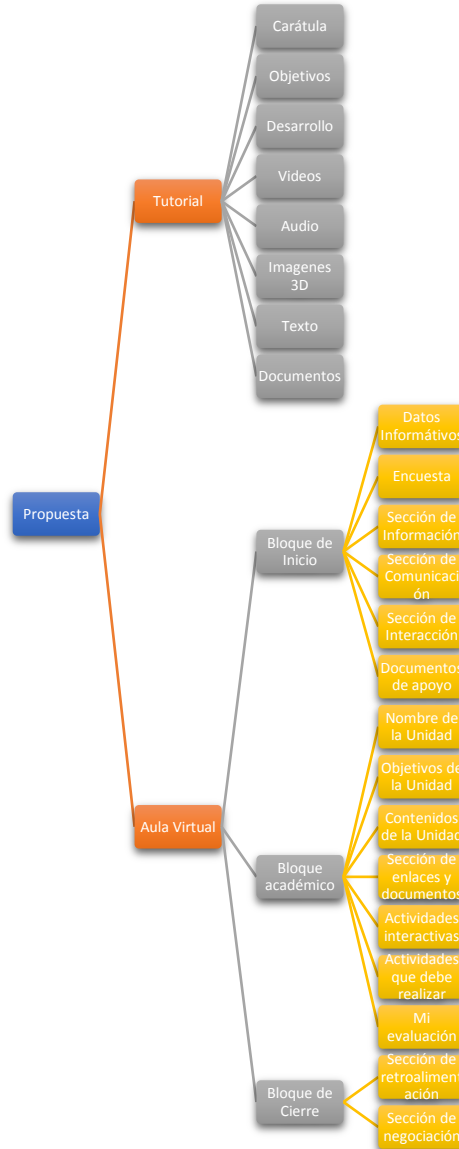 Carátula
Objetivos
Desarrollo
Videos
Tutorial
Audio
Imagenes
3D
Texto
Documentos
Propuesta
Datos
Informátivos
Encuesta
Sección de
Información
Bloque de
Inicio
Sección de
Comunicaci
ón
Sección de
Interacción
Documentos
de apoyo
Nombre de
la Unidad
Objetivos de
la Unidad
Aula Virtual
Contenidos
de la Unidad
Bloque
académico
Sección de
enlaces y
documentos
Actividades
interactivas
Actividades
que debe
realizar
Mi
evaluación
Bloque de
Cierre
Sección de
retroaliment
ación
Sección de
negociación